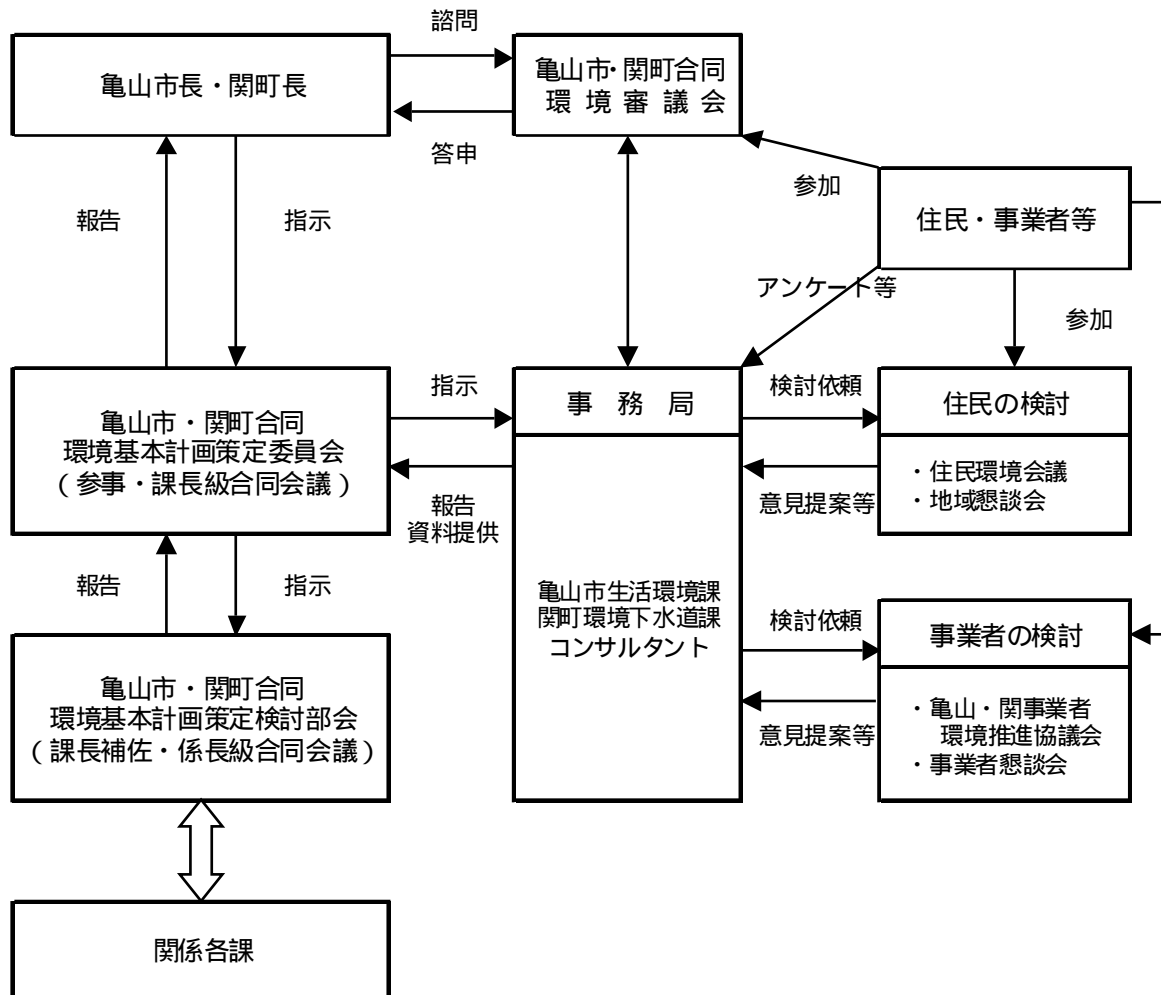 諮問
亀山市長・関町長
亀山市・関町合同
環境審議会
答申
参加
住民・事業者等
報告
指示
アンケート等
参加
亀山市・関町合同
環境基本計画策定委員会
(参事・課長級合同会議)
指示
報告
資料提供
事務局
検討依頼
住民の検討
・住民環境会議
・地域懇談会
意見提案等
報告
指示
亀山市生活環境課
関町環境下水道課
コンサルタント
検討依頼
事業者の検討
・亀山・関事業者
環境推進協議会
・事業者懇談会
意見提案等
亀山市・関町合同
環境基本計画策定検討部会
(課長補佐・係長級合同会議)
関係各課